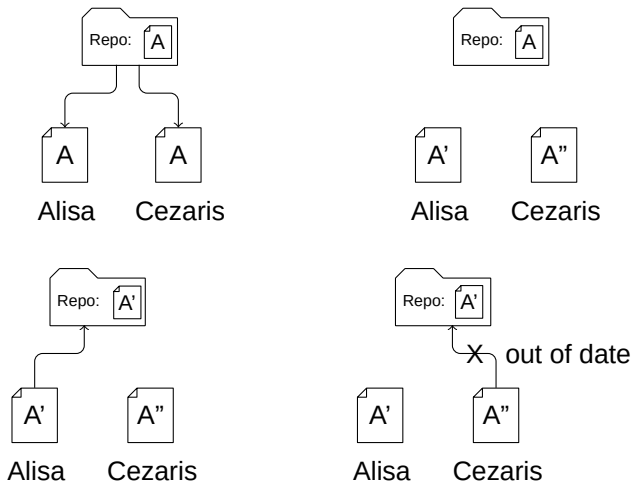 Repo: A
A A
Alisa Cezaris
Repo: A
A’ A”
Alisa Cezaris
Repo: A’
A’ A”
Alisa Cezaris
Repo: A’
X out of date
A’ A”
Alisa Cezaris